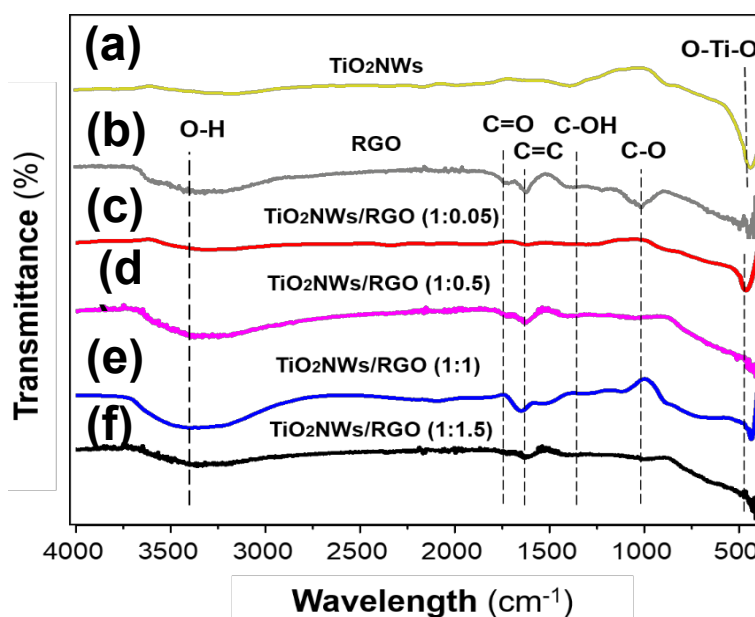 (a)
TiO2NWs
O-Ti-O
(b)
O-H
RGO
C=O
C-OH
C=C
C-O
(c)
TiO2NWs/RGO (1:0.05)
(d
TiO2NWs/RGO (1:0.5)
(e)
TiO2NWs/RGO (1:1)
(f)
TiO2NWs/RGO (1:1.5)
Transmittance (%)
4000 3500 3000 2500 2000 1500 1000 500
Wavelength (cm⁻¹)